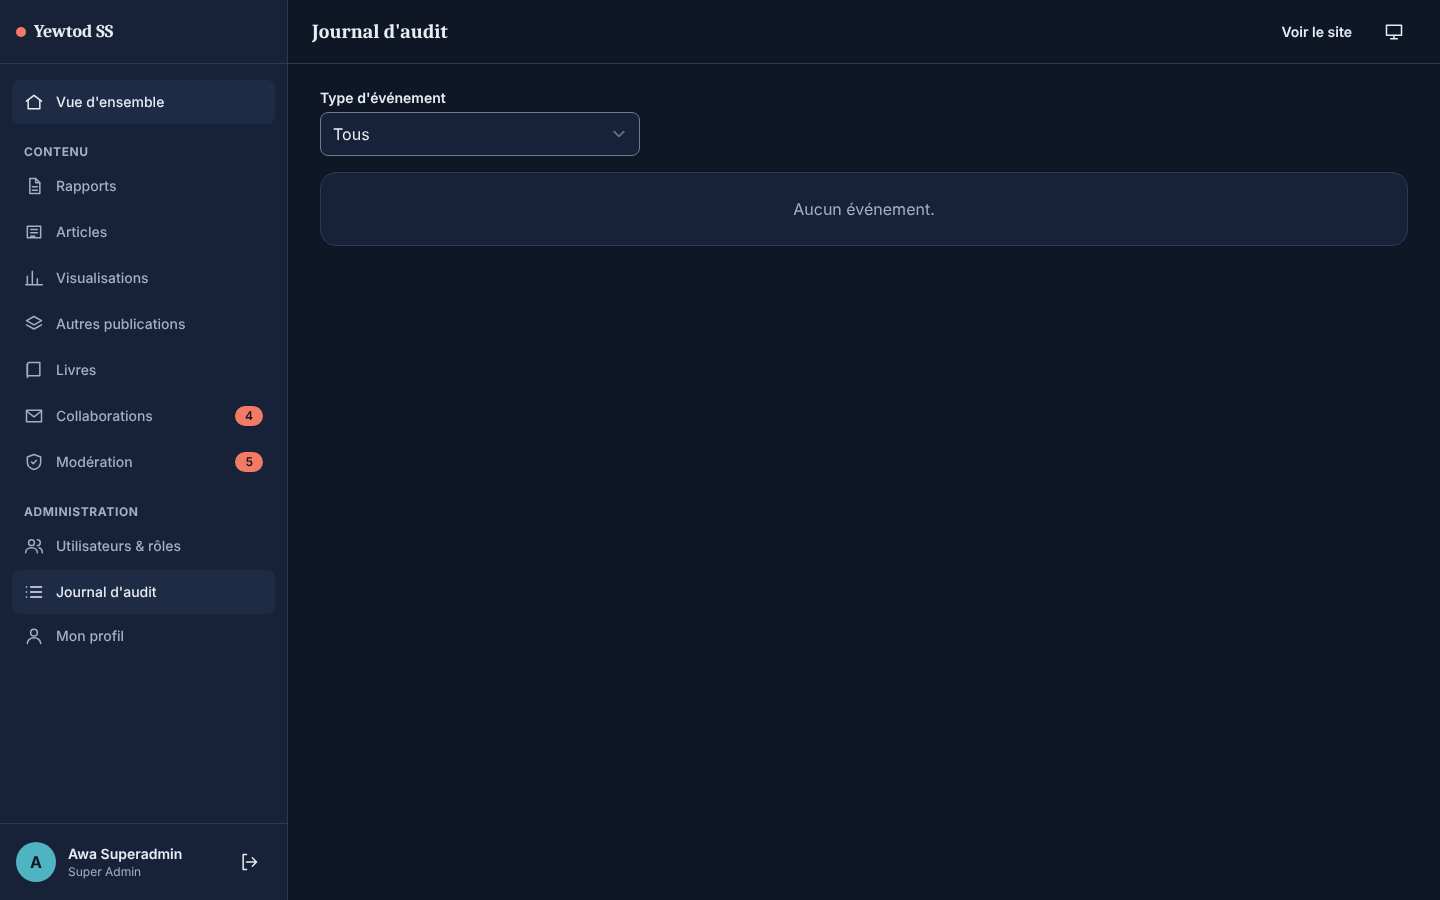 Yewtod SS
Journal d'audit
Voir le site
Vue d'ensemble
CONTENU
Rapports
Articles
Visualisations
Autres publications
Livres
Collaborations 4
Modération 5
ADMINISTRATION
Utilisateurs & rôles
Journal d'audit
Mon profil
A
Awa Superadmin
Super Admin
Type d'événement
Tous
Aucun événement.